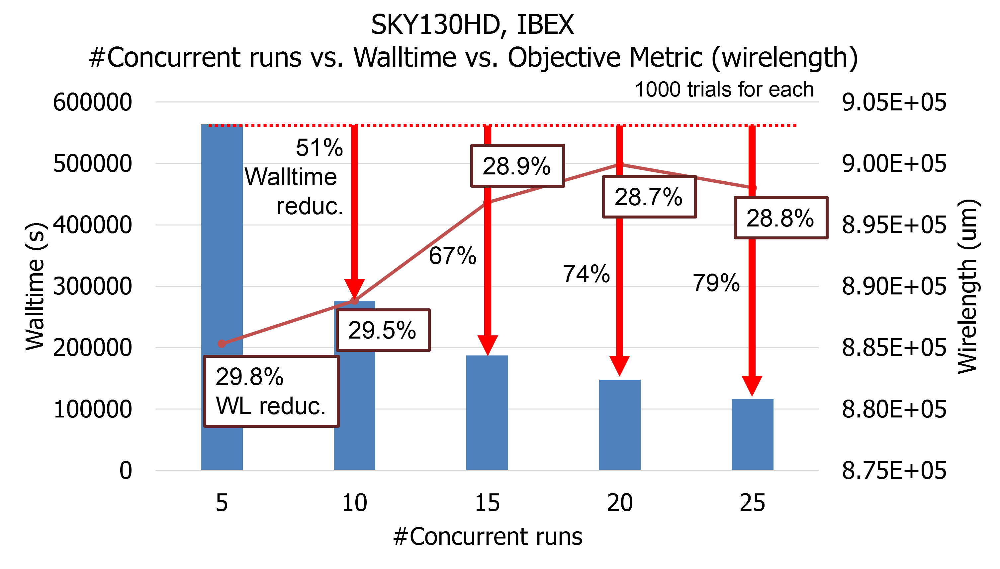 SKY130HD, IBEX
#Concurrent runs vs. Walltime vs. Objective Metric (wirelength)
1000 trials for each
600000
500000
400000
300000
200000
100000
0
Walltime (s)
9.05E+05
9.00E+05
8.95E+05
8.90E+05
8.85E+05
8.80E+05
8.75E+05
Wirelength (um)
51%
Walltime
reduc.
67%
74%
79%
29.8%
WL reduc.
29.5%
28.9%
28.7%
28.8%
5
10
15
20
25
#Concurrent runs